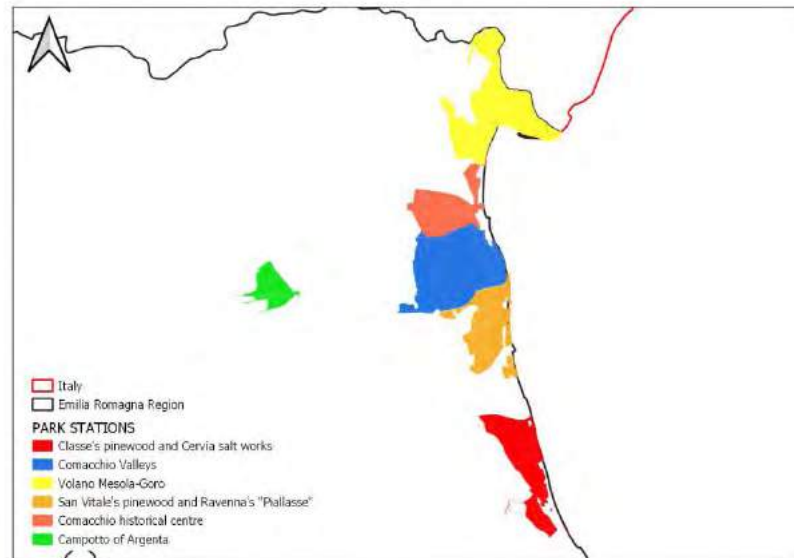 Italy
Emilia Romagna Region
PARK STATIONS
Classe's pinewood and Cervia salt works
Comacchio Valleys
Volano Mesola-Goro
San Vitale's pinewood and Ravenna's "Piallasse"
Comacchio historical centre
Campotto of Argenta